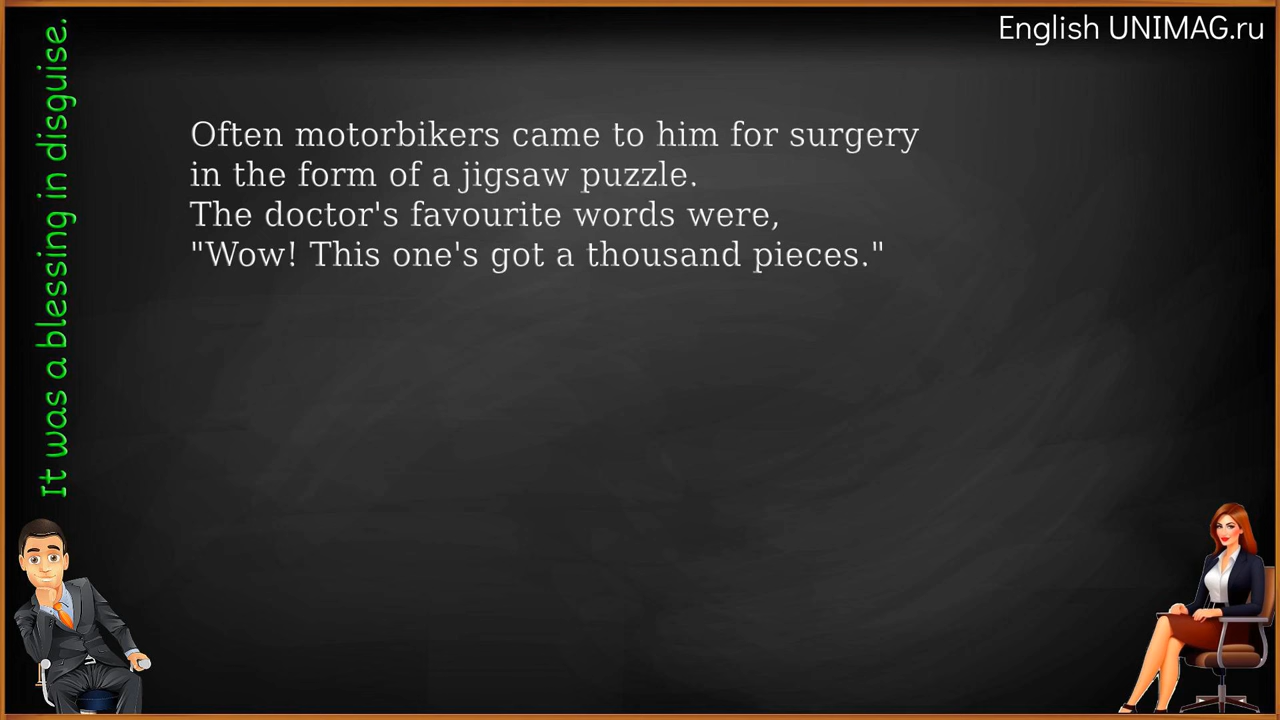 English UNIMAG.ru
It was a blessing in disguise.
Often motorbikers came to him for surgery
in the form of a jigsaw puzzle.
The doctor's favourite words were,
"Wow! This one's got a thousand pieces."